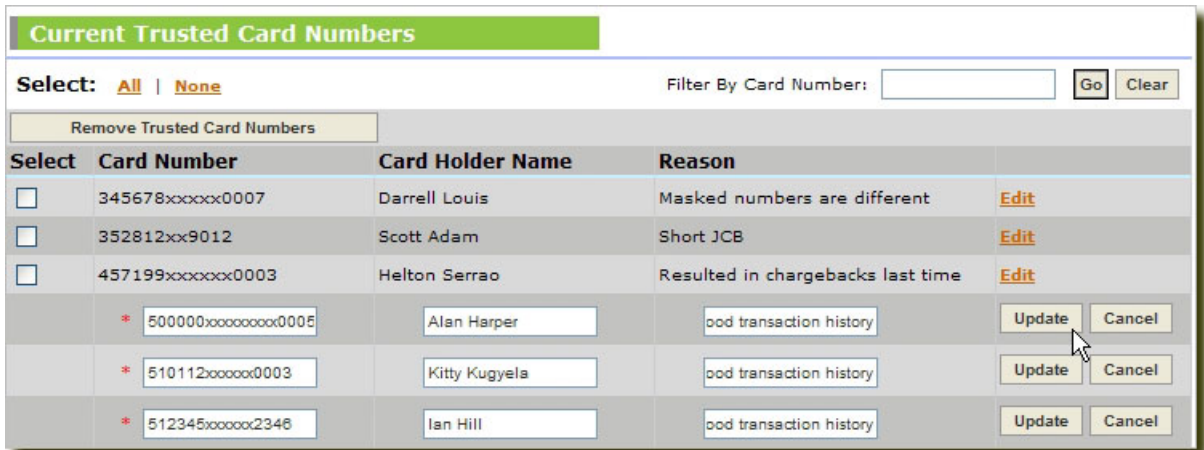 Current Trusted Card Numbers
Select: All | None Filter By Card Number: Go Clear
Remove Trusted Card Numbers
Select Card Number Card Holder Name Reason
345678xxxxx0007 Darrell Louis Masked numbers are different Edit
352812xx9012 Scott Adam Short JCB Edit
457199xxxxxx0003 Helton Serrao Resulted in chargebacks last time Edit
* 500000xxxxxxxxx0005 Alan Harper ood transaction history Update Cancel
* 510112xxxxxx0003 Kitty Kugyela ood transaction history Update Cancel
* 512345xxxxxx2346 Ian Hill ood transaction history Update Cancel